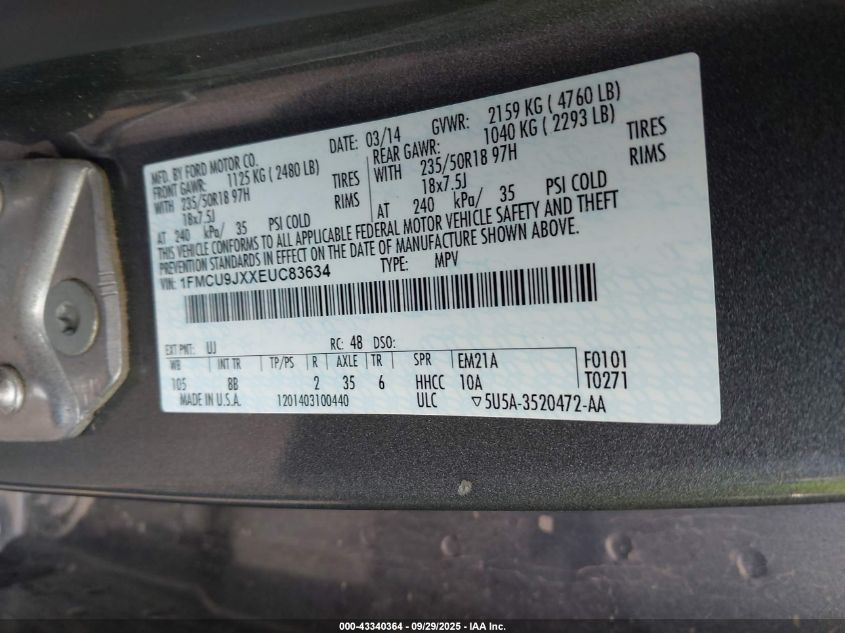 MFD. BY FORD MOTOR CO.
DATE: 03/14 GVWR: 2159 KG ( 4760 LB)
FRONT GAWR: 1125 KG ( 2480 LB) REAR GAWR: 1040 KG ( 2293 LB)
WITH 235/50R18 97H TIRES WITH 235/50R18 97H TIRES
18x7.5J RIMS 18x7.5J RIMS
AT 240 kPa/ 35 PSI COLD AT 240 kPa/ 35 PSI COLD
THIS VEHICLE CONFORMS TO ALL APPLICABLE FEDERAL MOTOR VEHICLE SAFETY AND THEFT
PREVENTION STANDARDS IN EFFECT ON THE DATE OF MANUFACTURE SHOWN ABOVE.
VIN: 1FMCU9JXXEUC83634 TYPE: MPV
EXT PNT: UJ RC: 48 DSO:
WB INT TR TP/PS R AXLE TR SPR EM21A F0101
105 8B 2 35 6 HHCC 10A T0271
MADE IN U.S.A. 1201403100440 ULC ▽5U5A-3520472-AA
000-43340364 - 09/29/2025 - IAA Inc.